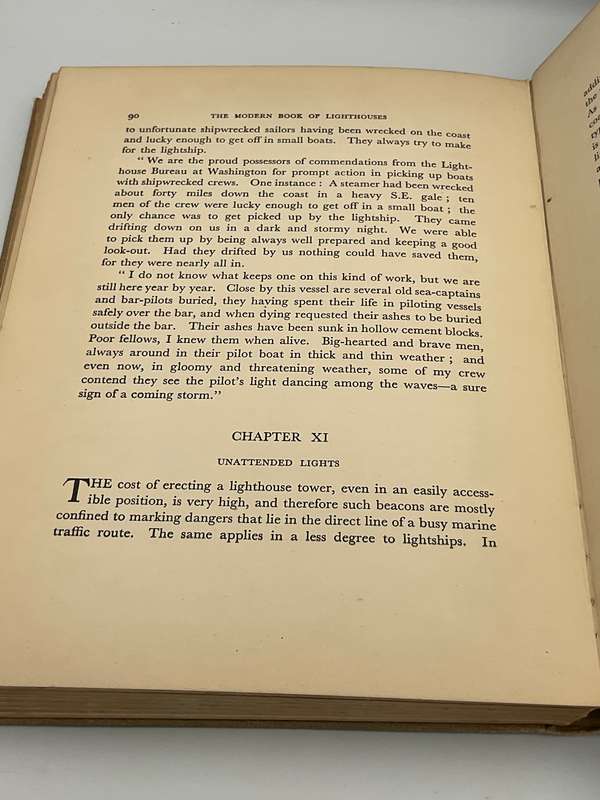 90 THE MODERN BOOK OF LIGHTHOUSES
to unfortunate shipwrecked sailors having been wrecked on the coast
and lucky enough to get off in small boats. They always try to make
for the lightship.
" We are the proud possessors of commendations from the Light-
house Bureau at Washington for prompt action in picking up boats
with shipwrecked crews. One instance : A steamer had been wrecked
about forty miles down the coast in a heavy S.E. gale ; ten
men of the crew were lucky enough to get off in a small boat ; the
only chance was to get picked up by the lightship. They came
drifting down on us in a dark and stormy night. We were able
to pick them up by being always well prepared and keeping a good
look-out. Had they drifted by us nothing could have saved them,
for they were nearly all in.
" I do not know what keeps one on this kind of work, but we are
still here year by year. Close by this vessel are several old sea-captains
and bar-pilots buried, they having spent their life in piloting vessels
safely over the bar, and when dying requested their ashes to be buried
outside the bar. Their ashes have been sunk in hollow cement blocks.
Poor fellows, I knew them when alive. Big-hearted and brave men,
always around in their pilot boat in thick and thin weather ; and
even now, in gloomy and threatening weather, some of my crew
contend they see the pilot's light dancing among the waves—a sure
sign of a coming storm."
CHAPTER XI
UNATTENDED LIGHTS
THE cost of erecting a lighthouse tower, even in an easily access-
ible position, is very high, and therefore such beacons are mostly
confined to marking dangers that lie in the direct line of a busy marine
traffic route. The same applies in a less degree to lightships. In
the
As
is